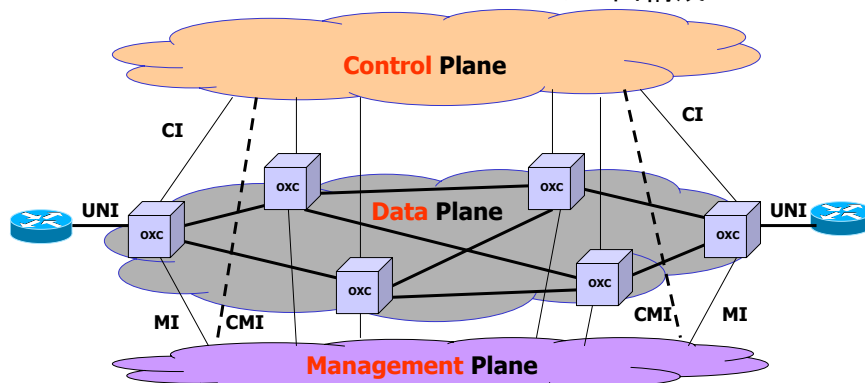 Control Plane
CI
CI
OXC
OXC
UNI
OXC
Data Plane
OXC
UNI
OXC
OXC
MI
CMI
CMI
MI
Management Plane